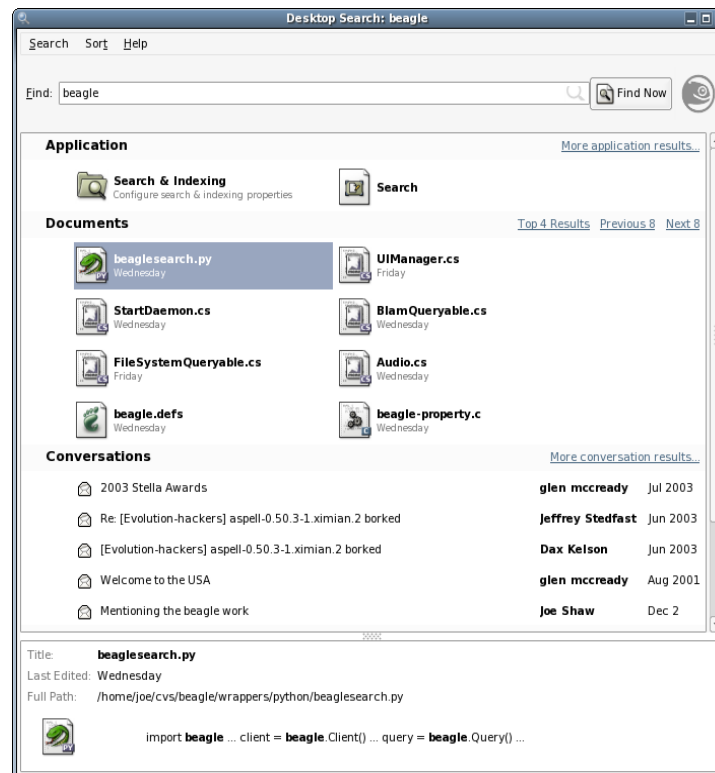 Desktop Search: beagle
Search Sort Help
Find: beagle Find Now
Application More application results...
Search & Indexing
Configure search & indexing properties
Search
Documents Top 4 Results Previous 8 Next 8
beaglesearch.py
Wednesday
UIManager.cs
Friday
StartDaemon.cs
Wednesday
BlamQueryable.cs
Wednesday
FileSystemQueryable.cs
Friday
Audio.cs
Wednesday
beagle.defs
Wednesday
beagle-property.c
Wednesday
Conversations More conversation results...
2003 Stella Awards glen mccready Jul 2003
Re: [Evolution-hackers] aspell-0.50.3-1.ximian.2 borked Jeffrey Stedfast Jun 2003
[Evolution-hackers] aspell-0.50.3-1.ximian.2 borked Dax Kelson Jun 2003
Welcome to the USA glen mccready Aug 2001
Mentioning the beagle work Joe Shaw Dec 2
Title: beaglesearch.py
Last Edited: Wednesday
Full Path: /home/joe/cvs/beagle/wrappers/python/beaglesearch.py
PY import beagle ... client = beagle.Client() ... query = beagle.Query() ...